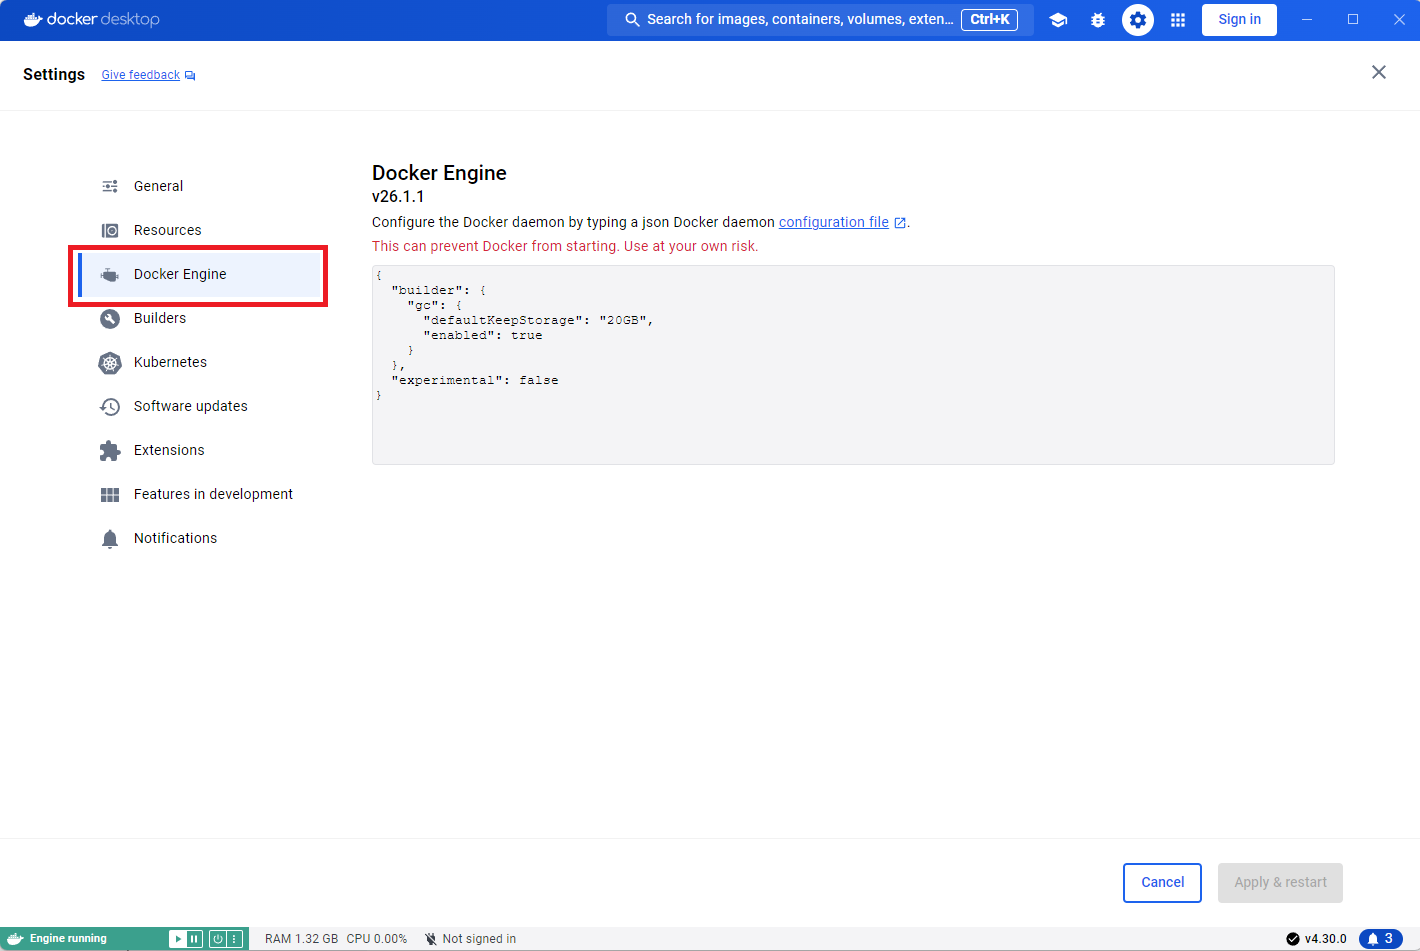 docker desktop
Search for images, containers, volumes, exten... Ctrl+K
Sign in
Settings Give feedback
General
Resources
Docker Engine
Builders
Kubernetes
Software updates
Extensions
Features in development
Notifications
Docker Engine
v26.1.1
Configure the Docker daemon by typing a json Docker daemon configuration file.
This can prevent Docker from starting. Use at your own risk.
{
  "builder": {
    "gc": {
      "defaultKeepStorage": "20GB",
      "enabled": true
    }
  },
  "experimental": false
}
Cancel Apply & restart
Engine running RAM 1.32 GB CPU 0.00% Not signed in v4.30.0 3